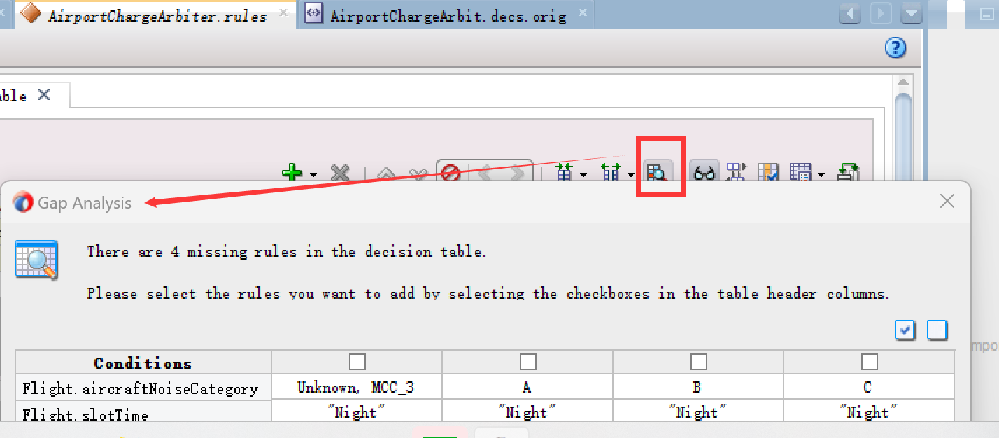 AirportChargeArbiter.rules
AirportChargeArbit.decs.orig
Gap Analysis
There are 4 missing rules in the decision table.
Please select the rules you want to add by selecting the checkboxes in the table header columns.
Conditions
Flight.aircraftNoiseCategory Unknown, MCC_3 A B C
Flight.slotTime "Night" "Night" "Night" "Night"